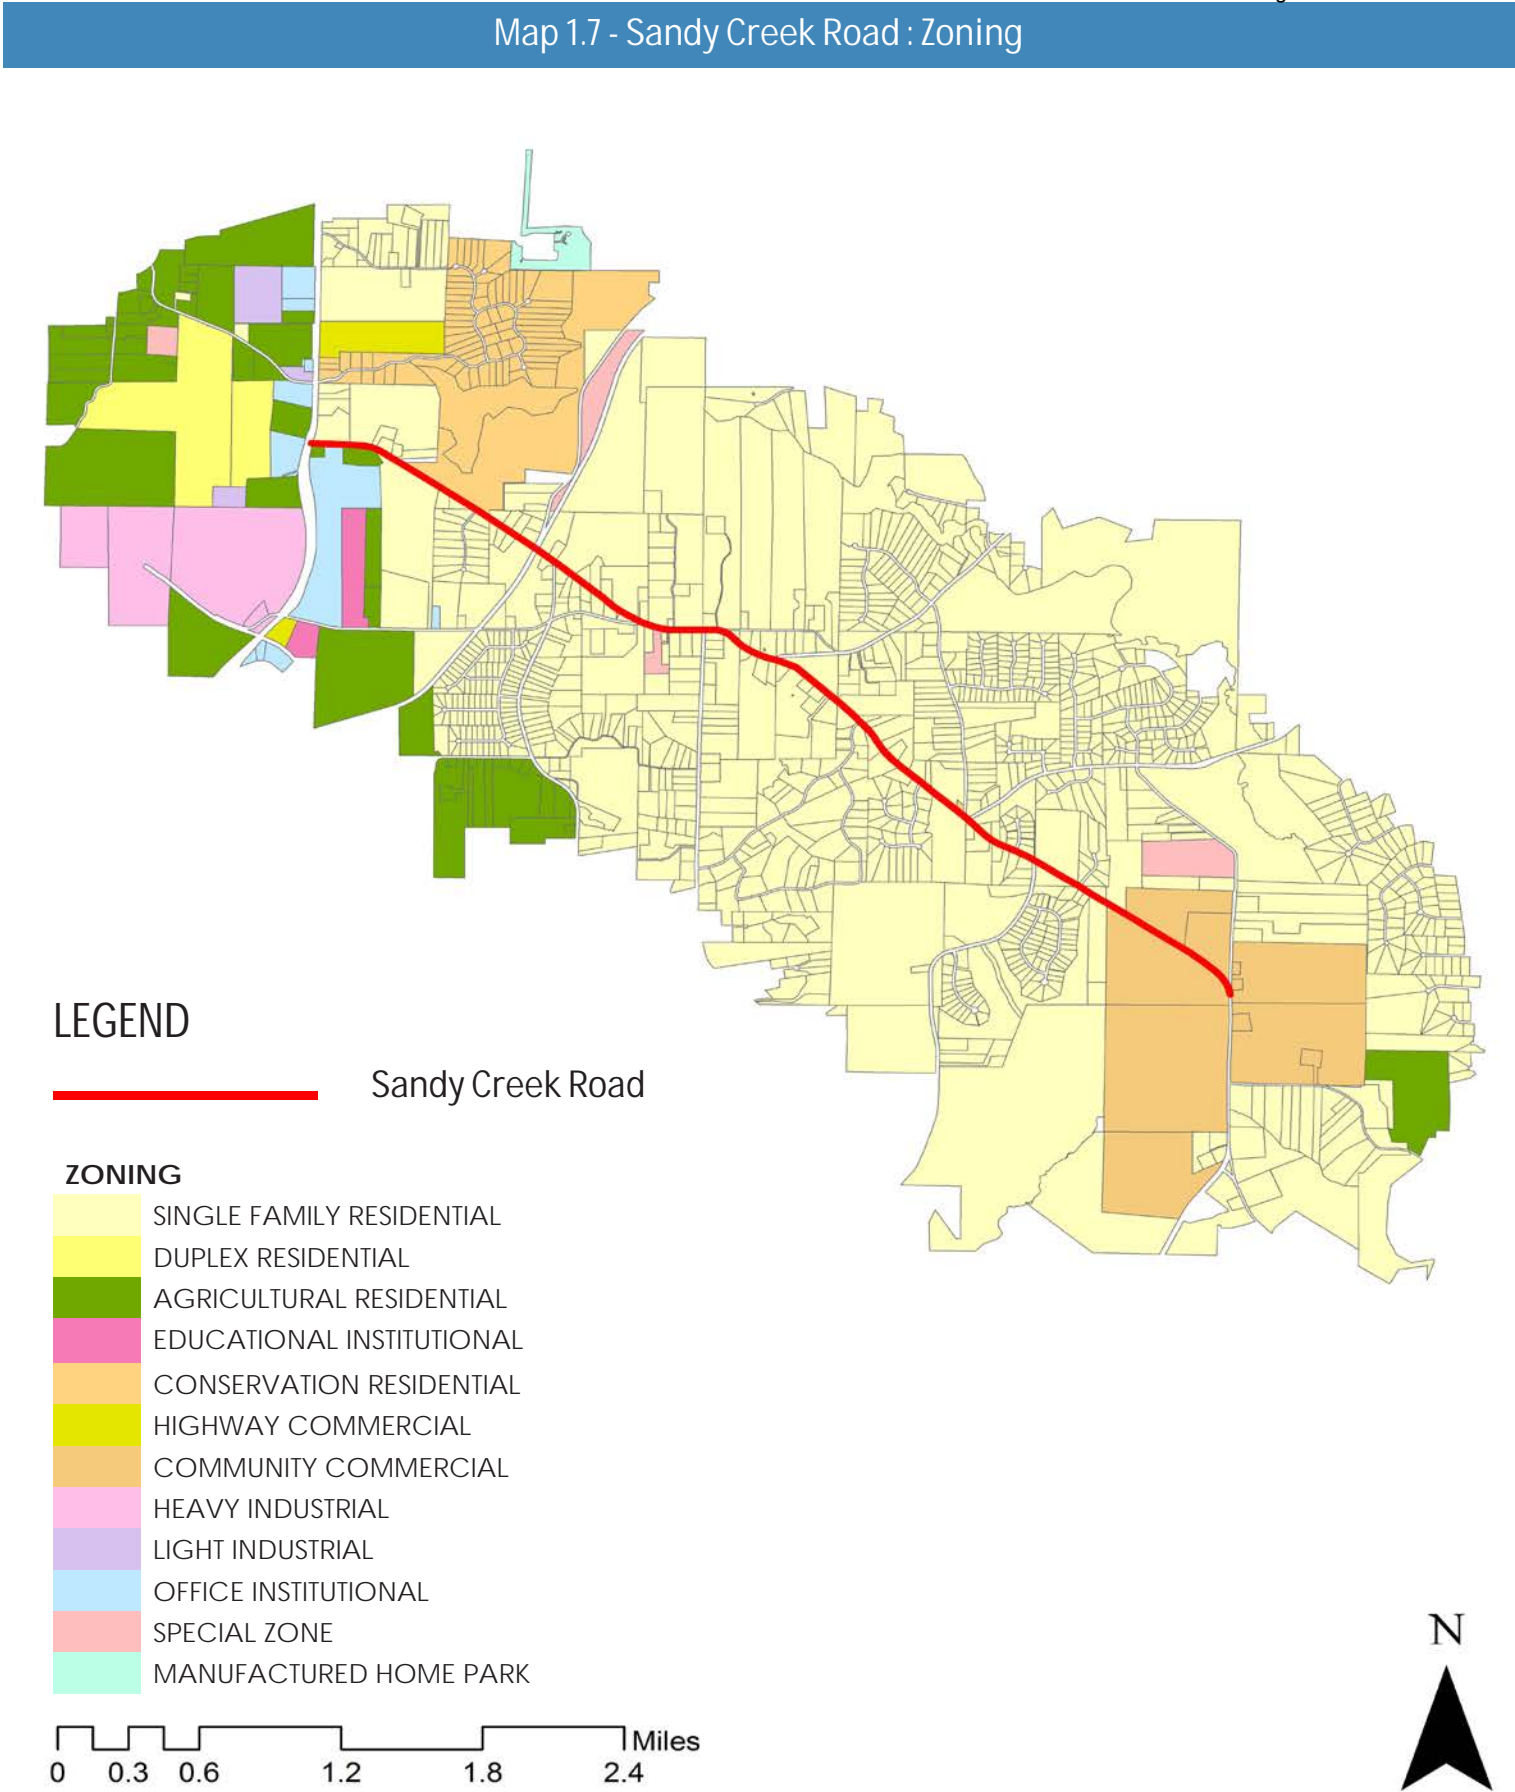 Map 1.7 - Sandy Creek Road : Zoning
LEGEND
Sandy Creek Road
ZONING
SINGLE FAMILY RESIDENTIAL
DUPLEX RESIDENTIAL
AGRICULTURAL RESIDENTIAL
EDUCATIONAL INSTITUTIONAL
CONSERVATION RESIDENTIAL
HIGHWAY COMMERCIAL
COMMUNITY COMMERCIAL
HEAVY INDUSTRIAL
LIGHT INDUSTRIAL
OFFICE INSTITUTIONAL
SPECIAL ZONE
MANUFACTURED HOME PARK
N
Miles
0 0.3 0.6 1.2 1.8 2.4